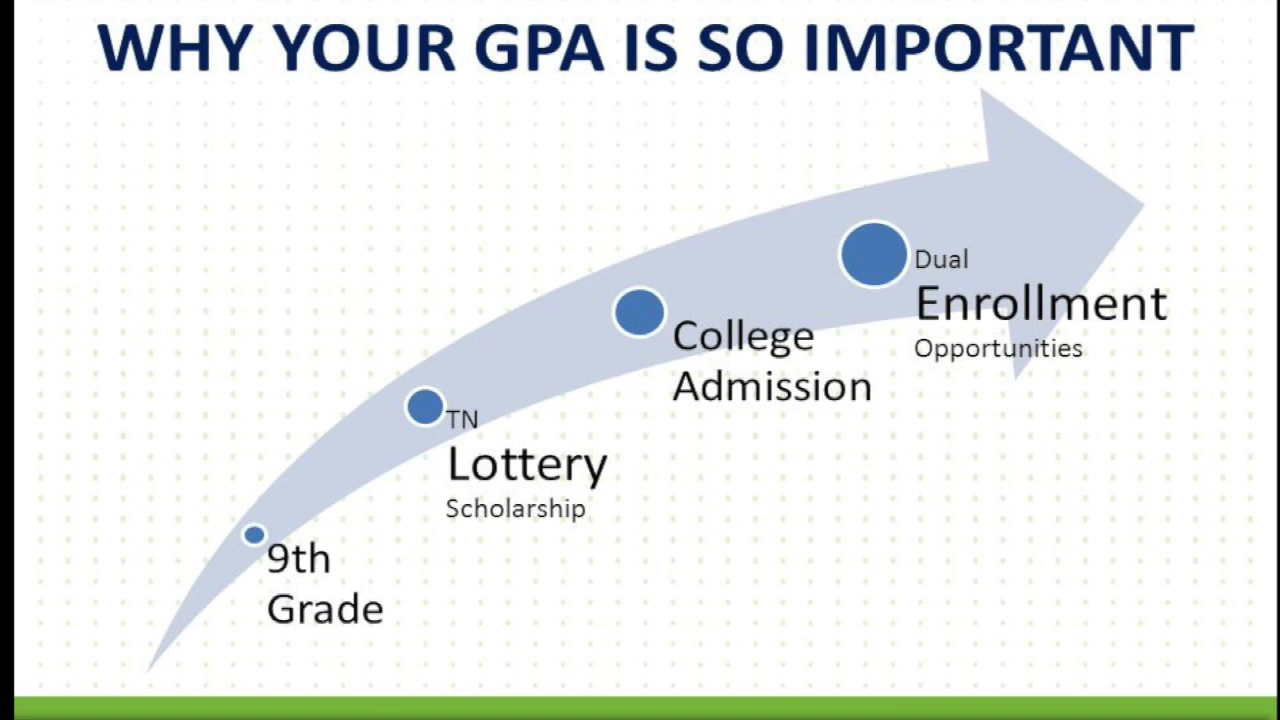 WHY YOUR GPA IS SO IMPORTANT
9th
Grade
TN
Lottery
Scholarship
College
Admission
Dual
Enrollment
Opportunities